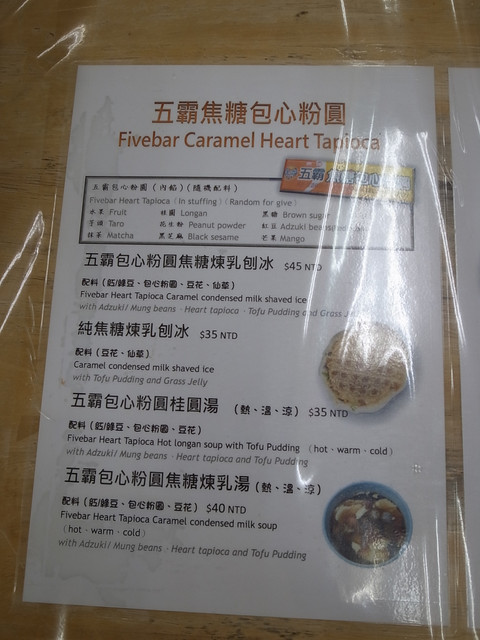 五霸焦糖包心粉圓
Fivebar Caramel Heart Tapioca
五霸包心粉圓
五霸包心粉圓（內餡）（隨機配料）
Fivebar Heart Tapioca（In stuffing）（Random for give）
水果 Fruit 桂圓 Longan 黑糖 Brown sugar
芋頭 Taro 花生粉 Peanut powder 紅豆 Adzuki beans
抹茶 Matcha 黑芝麻 Black sesame 芒果 Mango
五霸包心粉圓焦糖煉乳刨冰 $45 NTD
配料（紅/綠豆、包心粉圓、豆花、仙草）
Fivebar Heart Tapioca Caramel condensed milk shaved ice
with Adzuki/ Mung beans · Heart tapioca · Tofu Pudding and Grass Jelly
純焦糖煉乳刨冰 $35 NTD
配料（豆花、仙草）
Caramel condensed milk shaved ice
with Tofu Pudding and Grass Jelly
五霸包心粉圓桂圓湯 （熱、溫、涼）$35 NTD
配料（紅/綠豆、包心粉圓、豆花）
Fivebar Heart Tapioca Hot longan soup with Tofu Pudding （hot、warm、cold）
with Adzuki/ Mung beans · Heart tapioca and Tofu Pudding
五霸包心粉圓焦糖煉乳湯（熱、溫、涼）
配料（紅/綠豆、包心粉圓、豆花）$40 NTD
Fivebar Heart Tapioca Caramel condensed milk soup
（hot、warm、cold）
with Adzuki/ Mung beans · Heart tapioca and Tofu Pudding